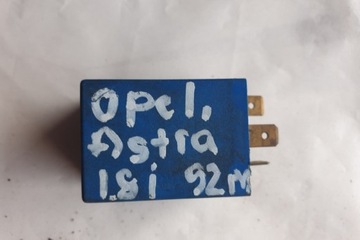 Opel,
Astra
1.8i 92m